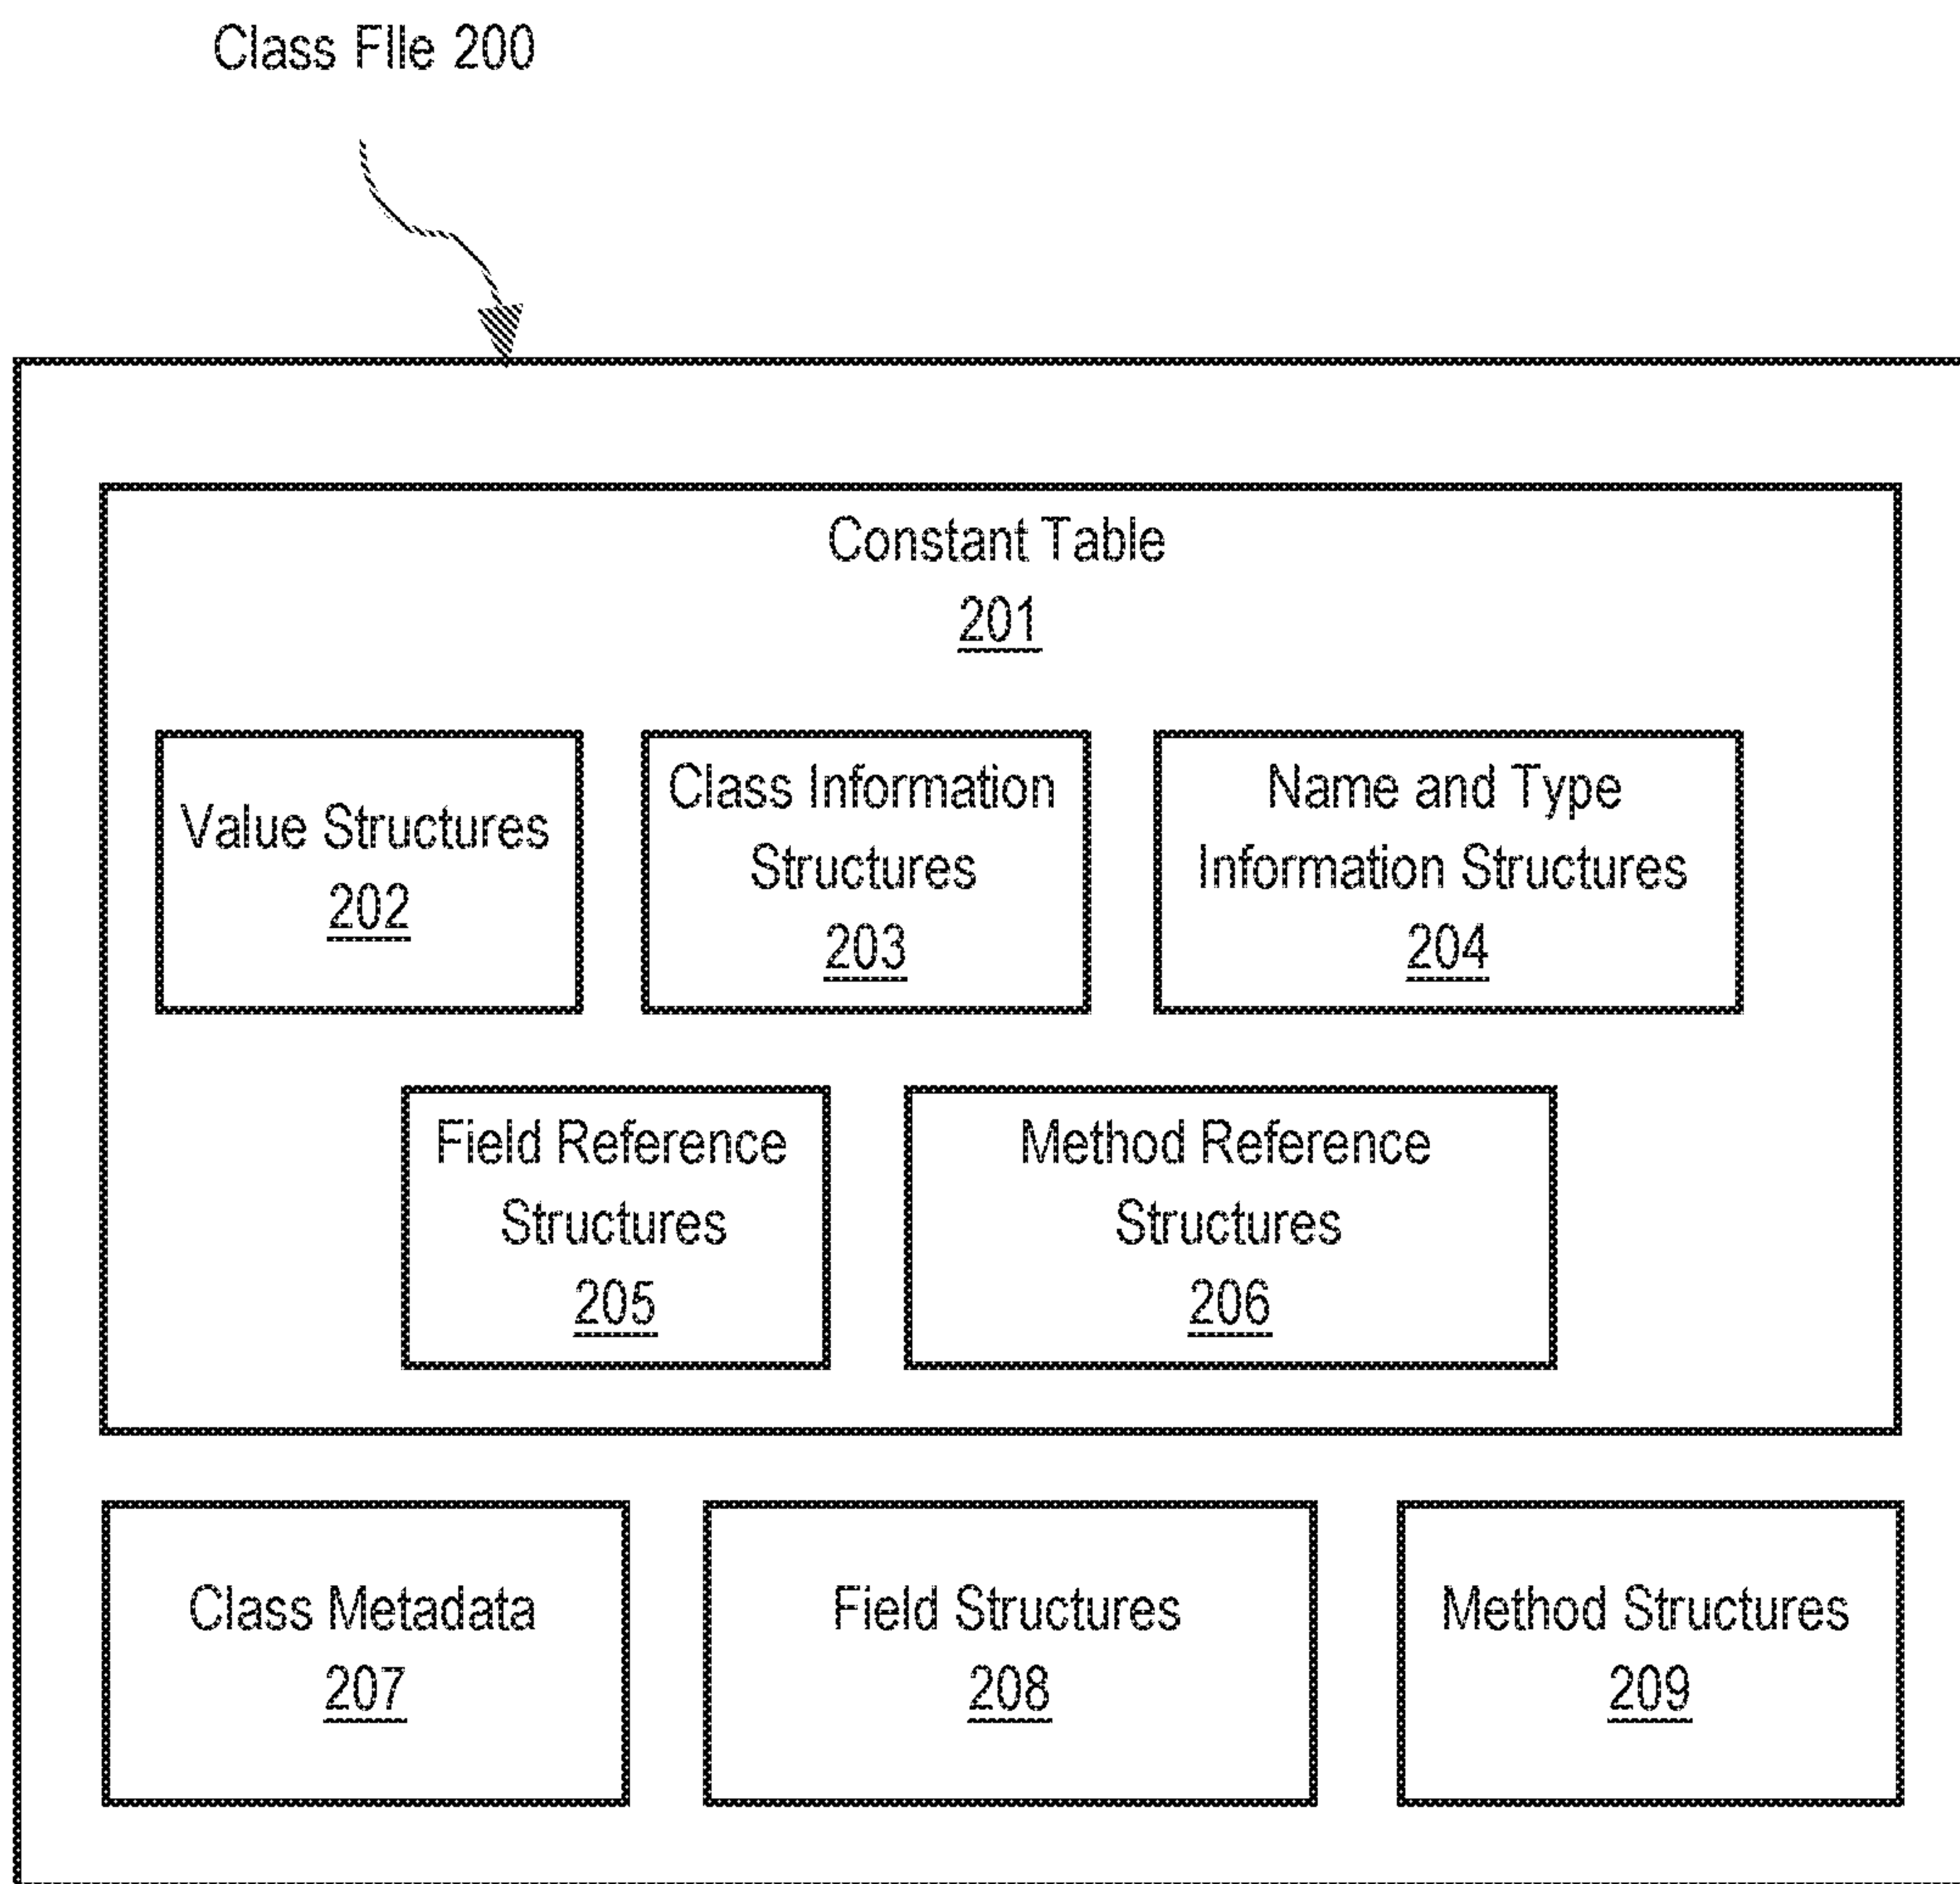 Class FIle 200
Constant Table
201
Value Structures
202
Class Information
Structures
203
Name and Type
Information Structures
204
Field Reference
Structures
205
Method Reference
Structures
206
Class Metadata
207
Field Structures
208
Method Structures
209